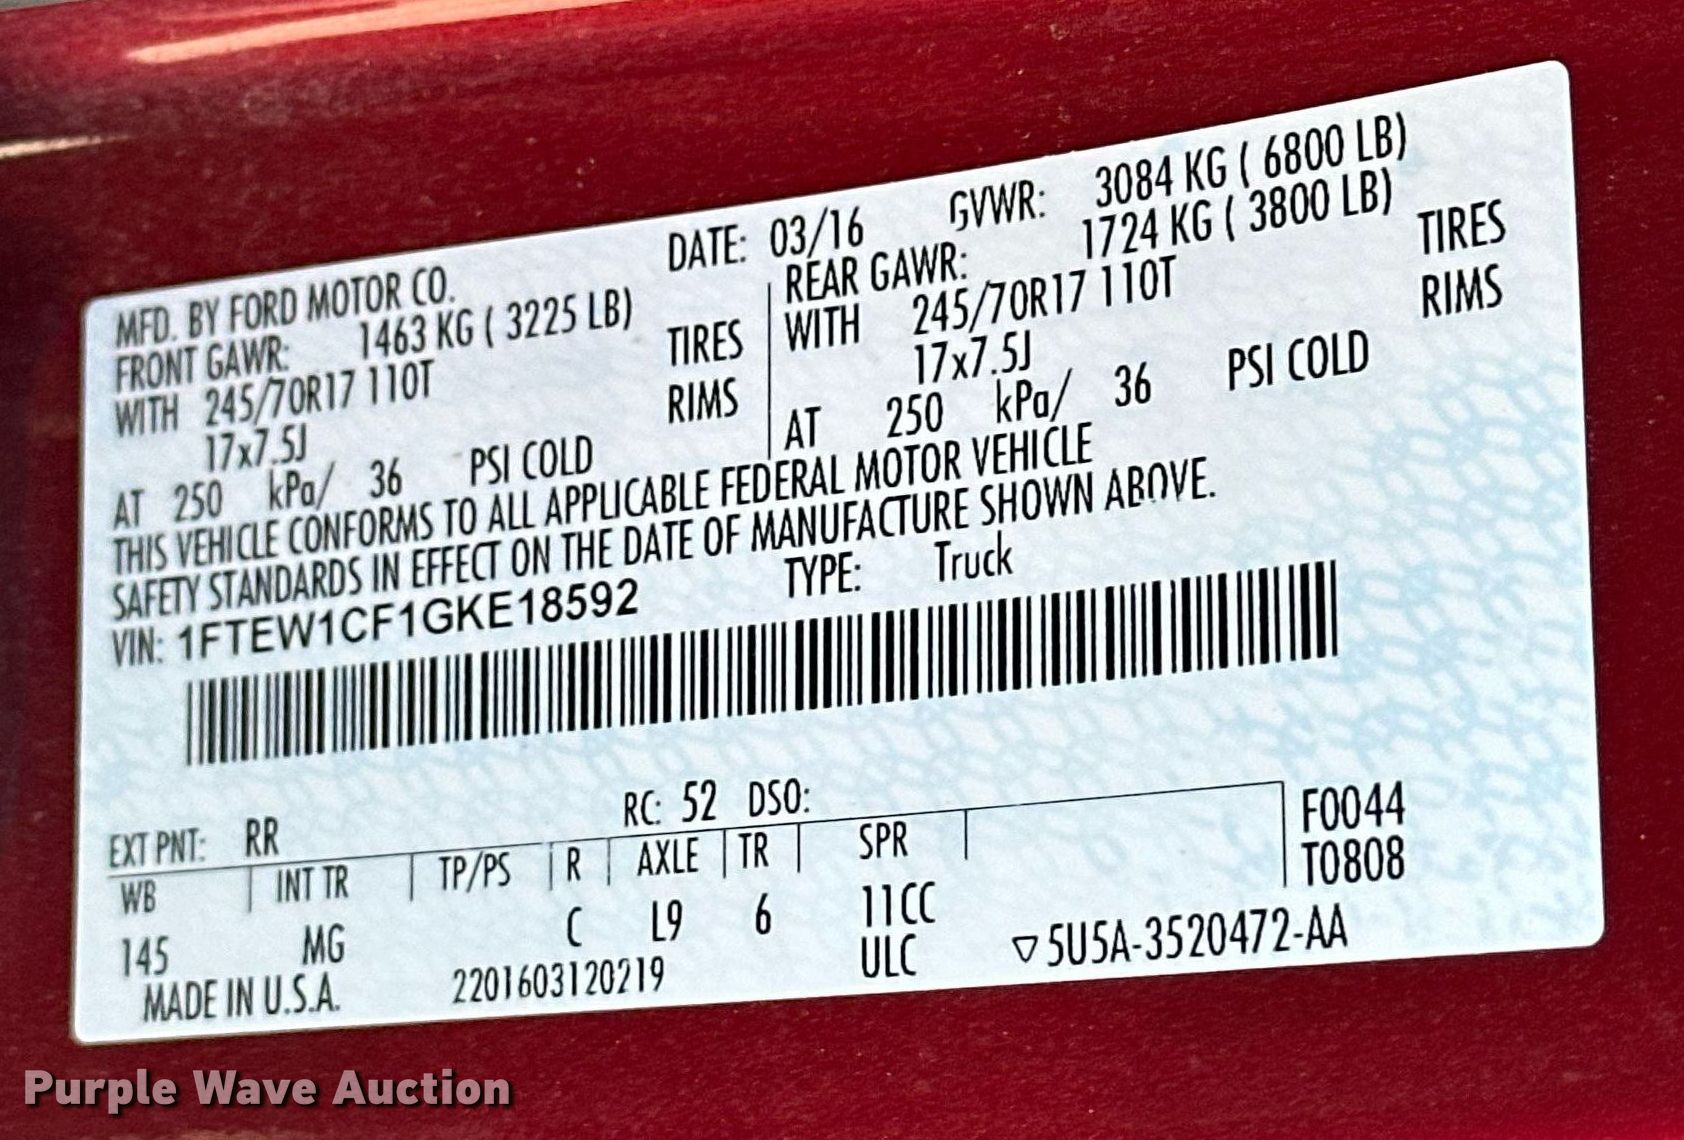 MFD. BY FORD MOTOR CO. DATE: 03/16 GVWR: 3084 KG ( 6800 LB)
FRONT GAWR: 1463 KG ( 3225 LB) REAR GAWR: 1724 KG ( 3800 LB)
WITH 245/70R17 110T TIRES WITH 245/70R17 110T TIRES
17x7.5J RIMS 17x7.5J RIMS
AT 250 kPa/ 36 PSI COLD AT 250 kPa/ 36 PSI COLD
THIS VEHICLE CONFORMS TO ALL APPLICABLE FEDERAL MOTOR VEHICLE
SAFETY STANDARDS IN EFFECT ON THE DATE OF MANUFACTURE SHOWN ABOVE.
VIN: 1FTEW1CF1GKE18592 TYPE: Truck
EXT PNT: RR RC: 52 DSO: F0044
WB INT TR TP/PS R AXLE TR SPR T0808
145 MG C L9 6 11CC
ULC ▽5U5A-3520472-AA
MADE IN U.S.A. 2201603120219
Purple Wave Auction